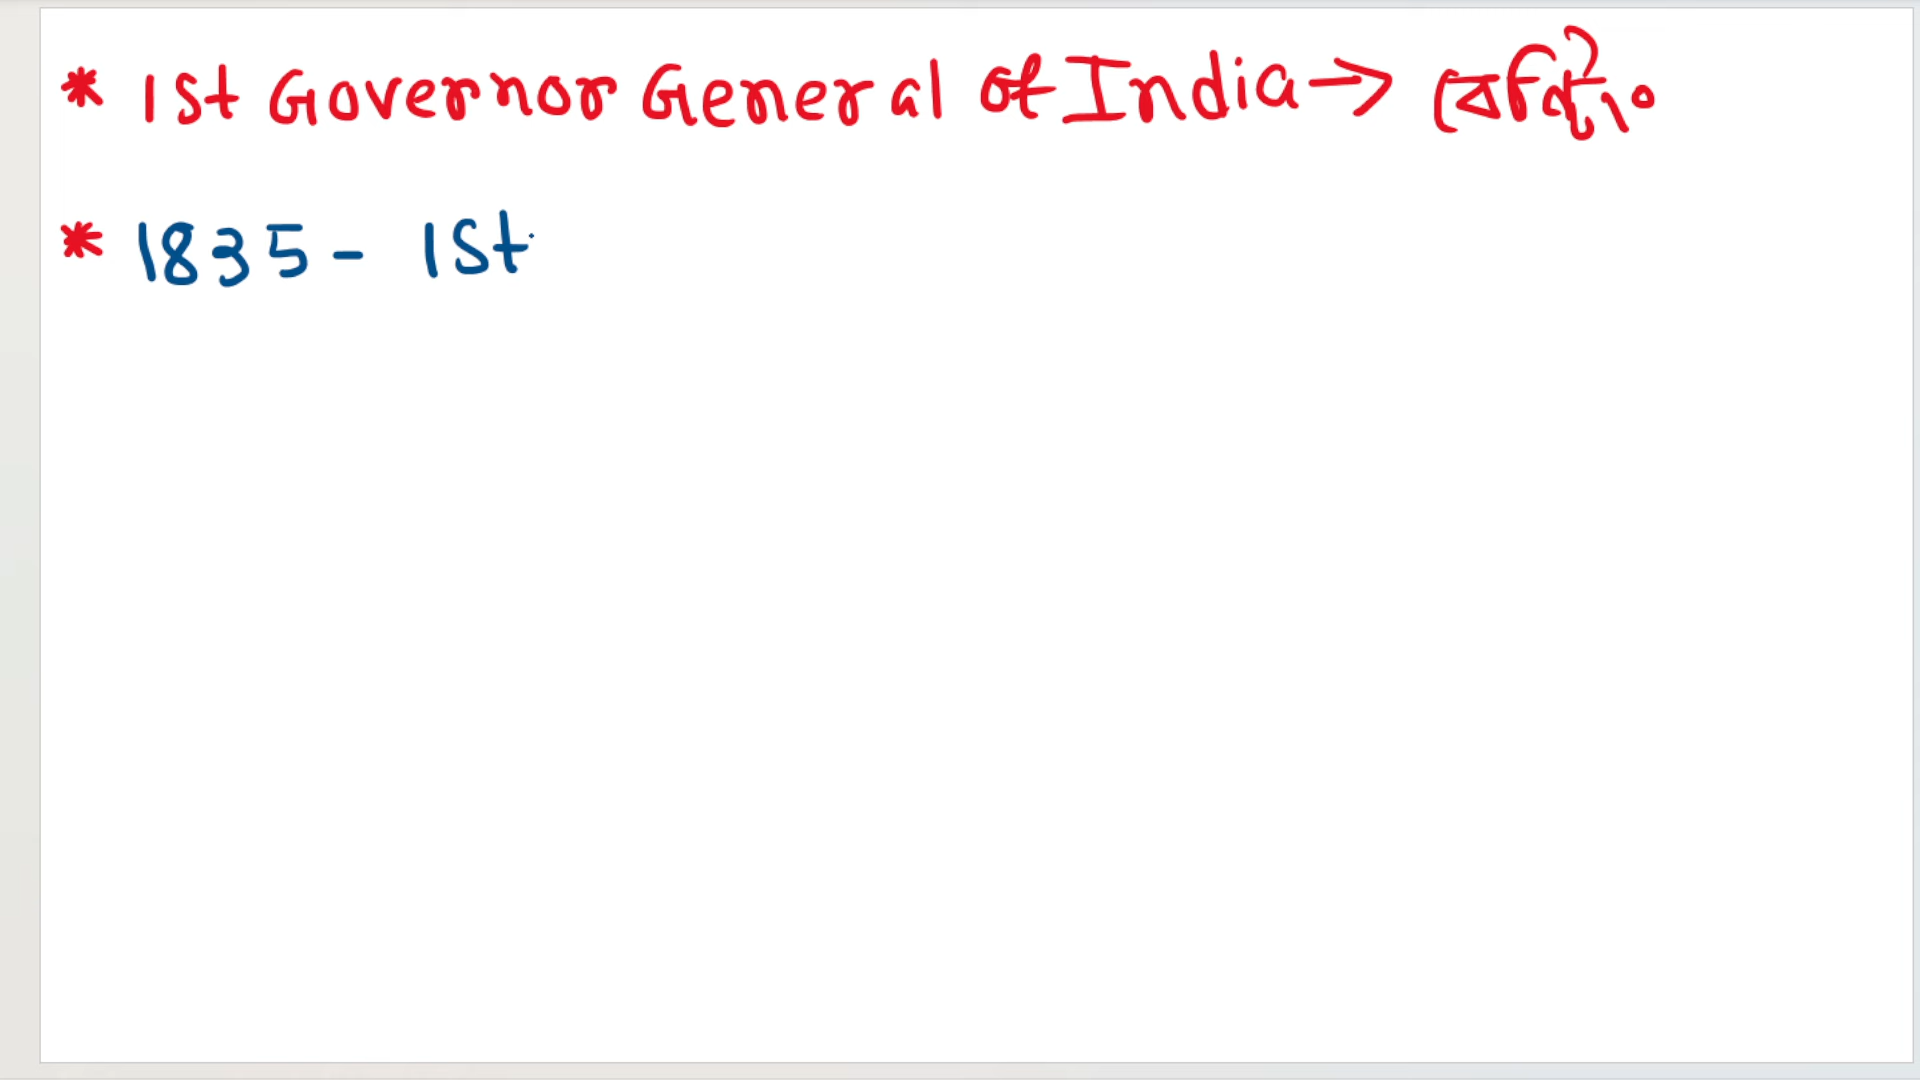 * 1st Governor General of India → বেন্টিং
* 1835 - 1st